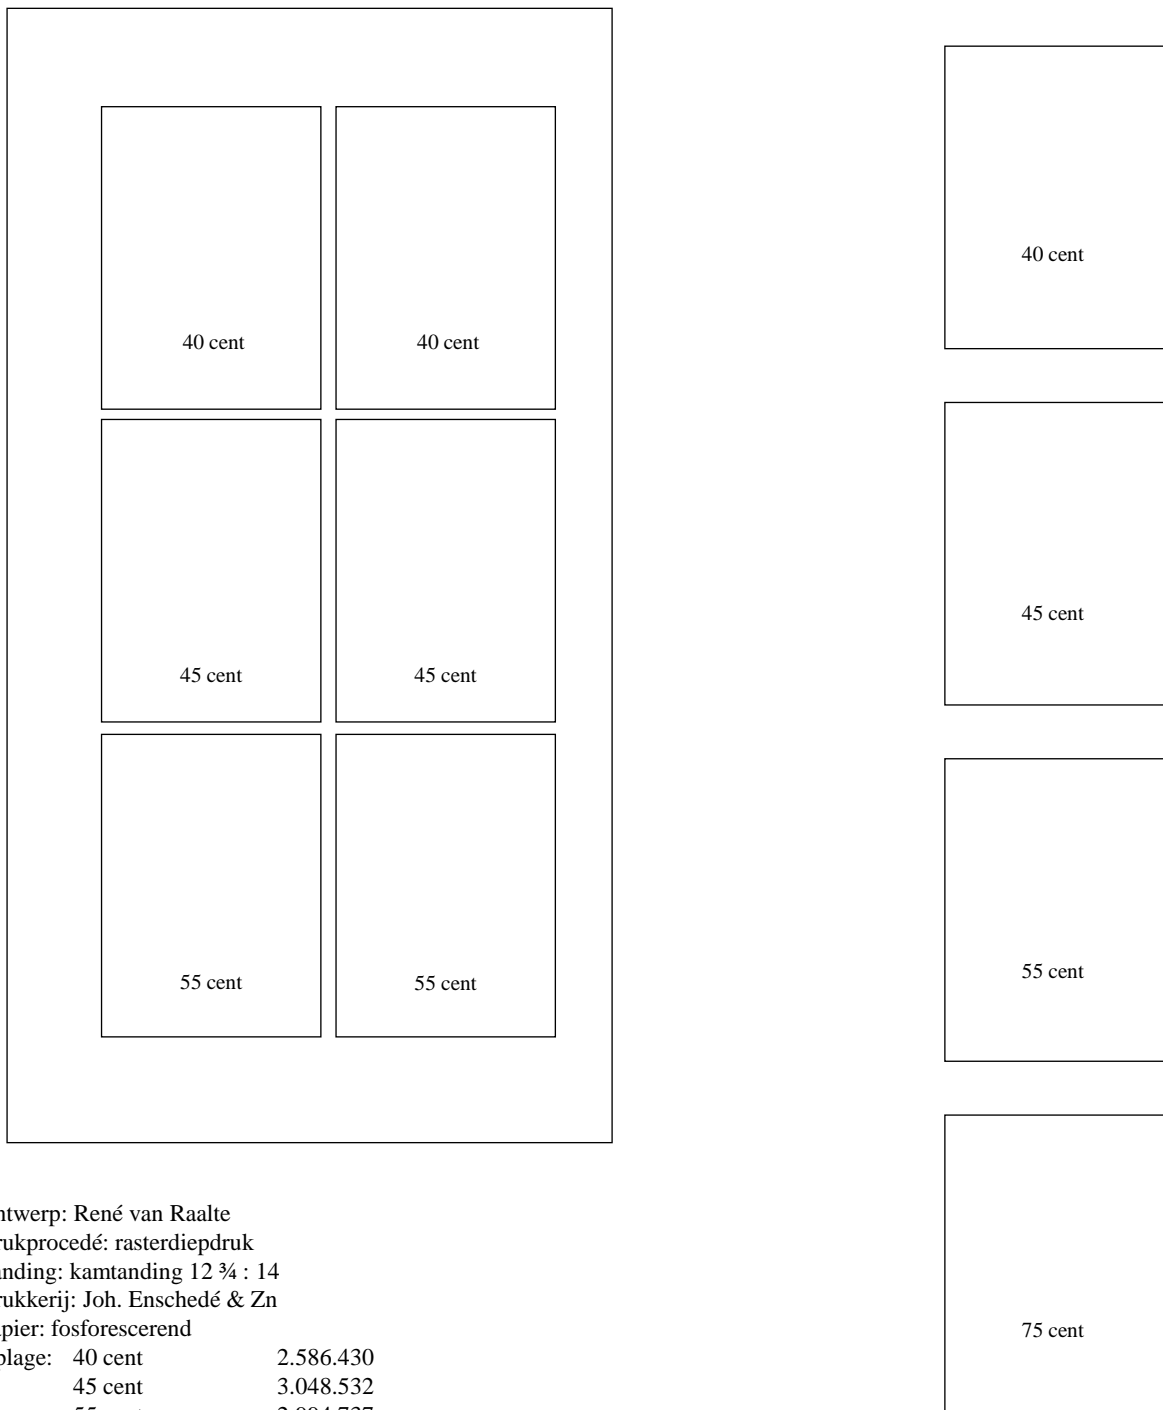 40 cent 40 cent
45 cent 45 cent
55 cent 55 cent
40 cent
45 cent
55 cent
75 cent
ntwerp: René van Raalte
rukprocedé: rasterdiepdruk
anding: kamtanding 12 ¾ : 14
rukkerij: Joh. Enschedé & Zn
apier: fosforescerend
plage: 40 cent 2.586.430
45 cent 3.048.532